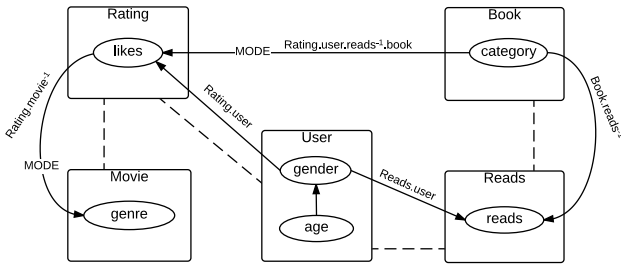 Rating
Book
likes
MODE
Rating.user.reads⁻¹.book
category
Rating.movie⁻¹
Rating.user
Book.reads⁻¹
User
MODE
Movie
gender
Reads.user
Reads
genre
age
reads